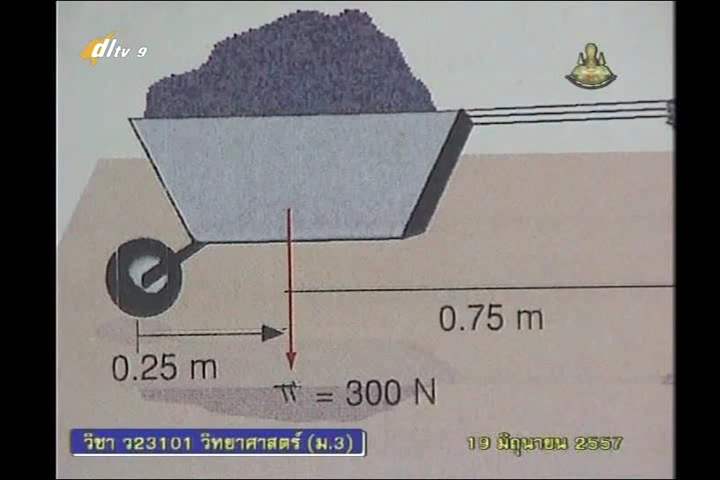 dltv 9
0.75 m
0.25 m
= 300 N
วิชา ว23101 วิทยาศาสตร์ (ม.3)
19 มิถุนายน 2557